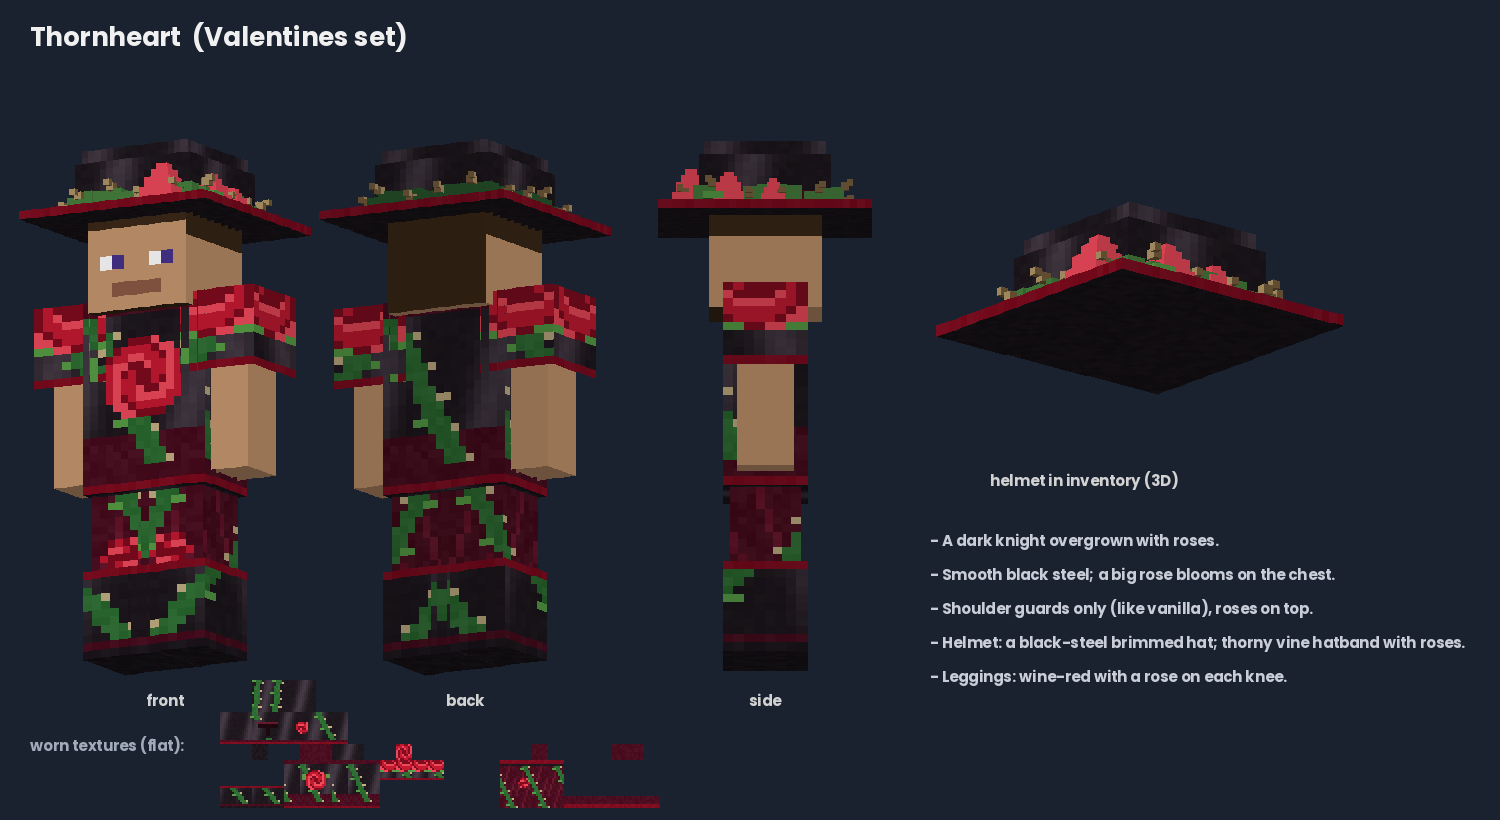 Thornheart (Valentines set)
front
back
side
worn textures (flat):
helmet in inventory (3D)
- A dark knight overgrown with roses.
- Smooth black steel; a big rose blooms on the chest.
- Shoulder guards only (like vanilla), roses on top.
- Helmet: a black-steel brimmed hat; thorny vine hatband with roses.
- Leggings: wine-red with a rose on each knee.